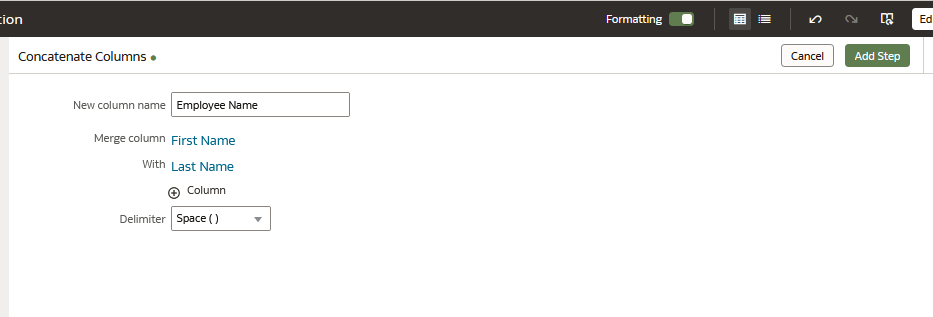 tion
Formatting
Ed
Concatenate Columns
Cancel
Add Step
New column name Employee Name
Merge column First Name
With Last Name
Column
Delimiter Space ( )